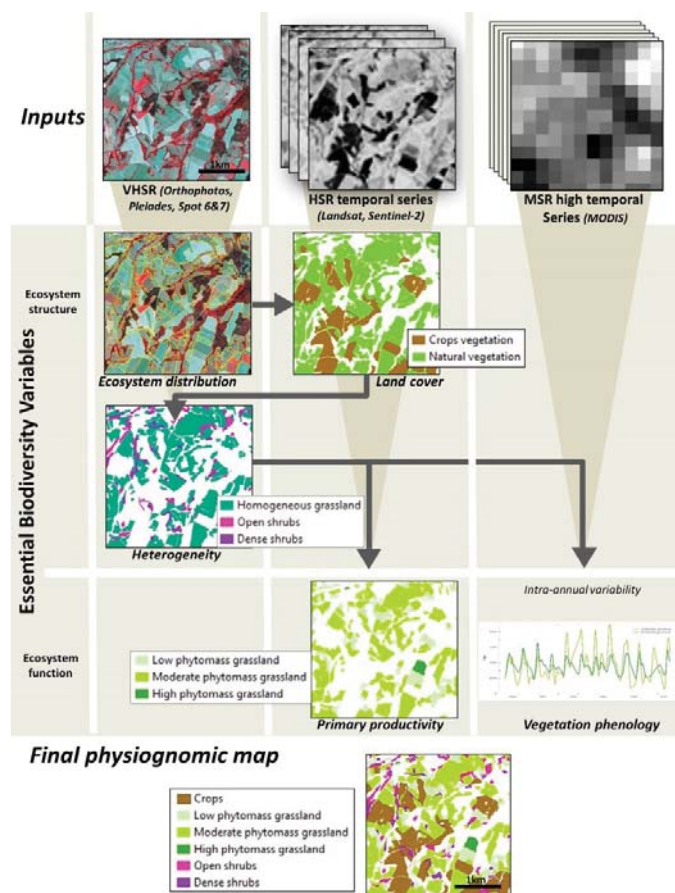 Inputs
1km
VHSR (Orthophotos,
Pleiades, Spot 6&7)
HSR temporal series
(Landsat, Sentinel-2)
MSR high temporal
Series (MODIS)
Essential Biodiversity Variables
Ecosystem
structure
Ecosystem distribution
Crops vegetation
Natural vegetation
Land cover
Homogeneous grassland
Open shrubs
Dense shrubs
Heterogeneity
Ecosystem
function
Low phytomass grassland
Moderate phytomass grassland
High phytomass grassland
Primary productivity
Intra-annual variability
Vegetation phenology
Final physiognomic map
Crops
Low phytomass grassland
Moderate phytomass grassland
High phytomass grassland
Open shrubs
Dense shrubs
1km